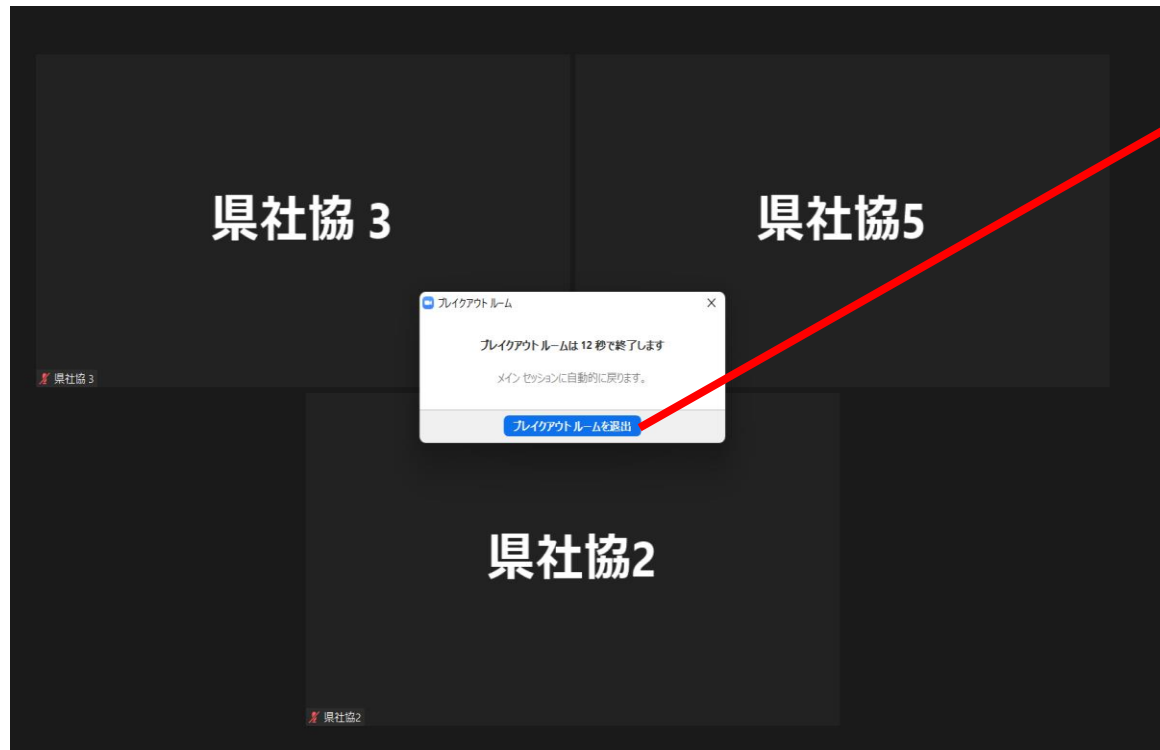 県社協 3
県社協5
県社協 3
ブレイクアウト ルーム
ブレイクアウト ルームは 12 秒で終了します
メイン セッションに自動的に戻ります。
ブレイクアウト ルームを退出
県社協2
県社協2